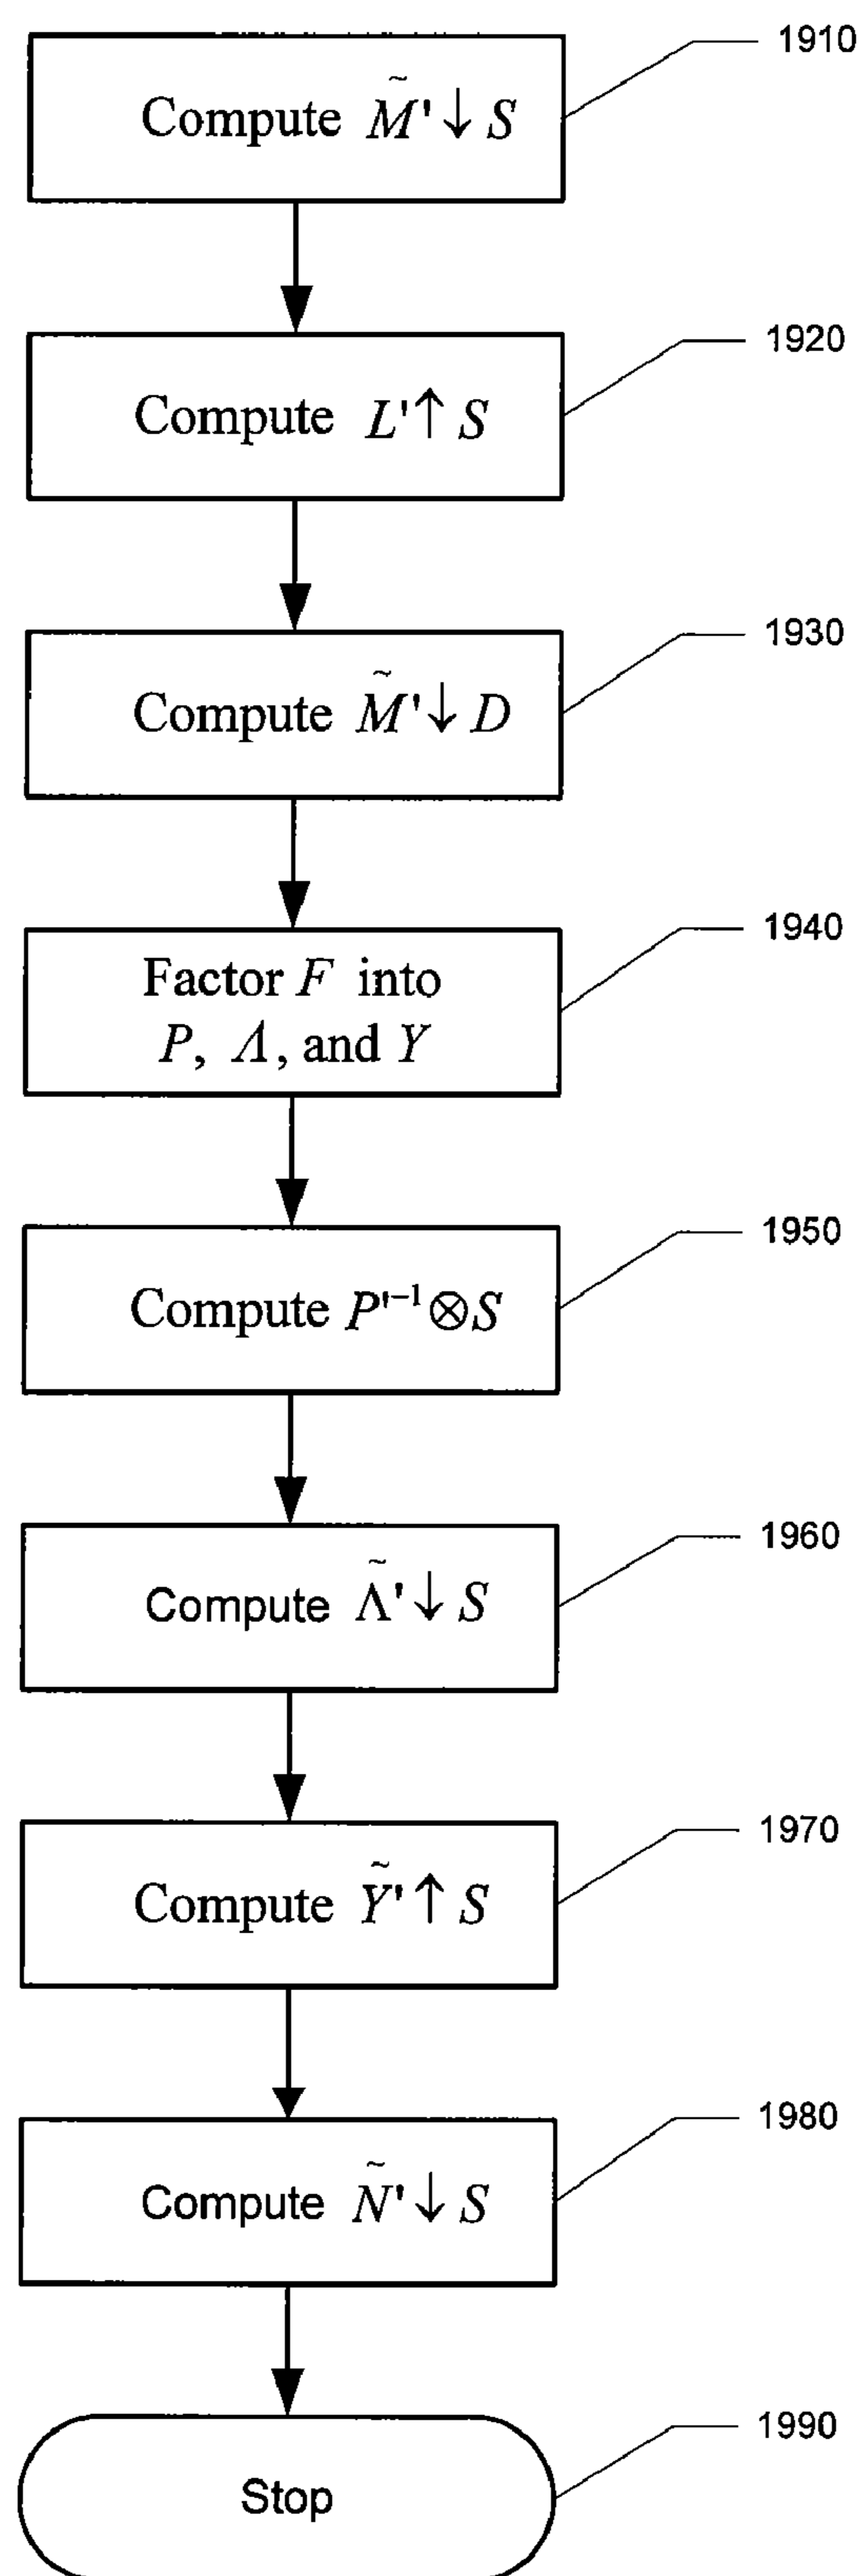 1910
Compute M̃'↓S
1920
Compute L'↑S
1930
Compute M̃'↓D
1940
Factor F into
P, Λ, and Y
1950
Compute P'⁻¹⊗S
1960
Compute Λ̃'↓S
1970
Compute Ỹ'↑S
1980
Compute Ñ'↓S
1990
Stop